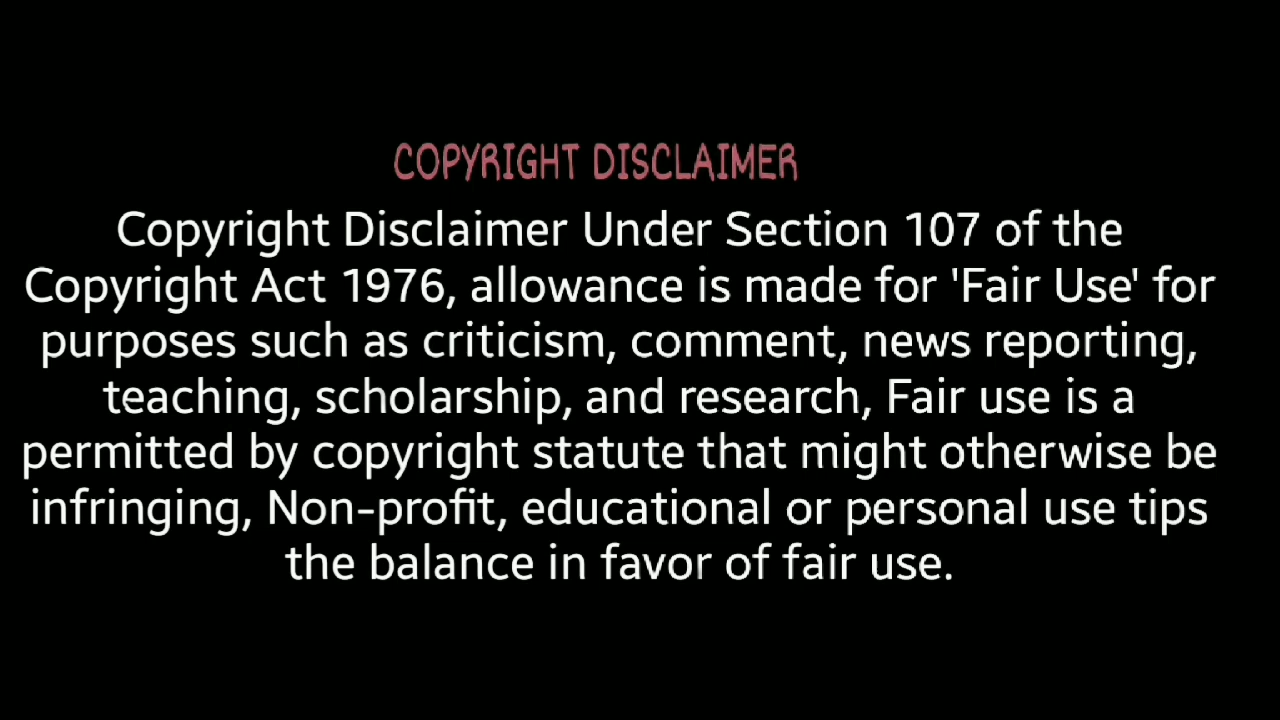 COPYRIGHT DISCLAIMER
Copyright Disclaimer Under Section 107 of the
Copyright Act 1976, allowance is made for 'Fair Use' for
purposes such as criticism, comment, news reporting,
teaching, scholarship, and research, Fair use is a
permitted by copyright statute that might otherwise be
infringing, Non-profit, educational or personal use tips
the balance in favor of fair use.